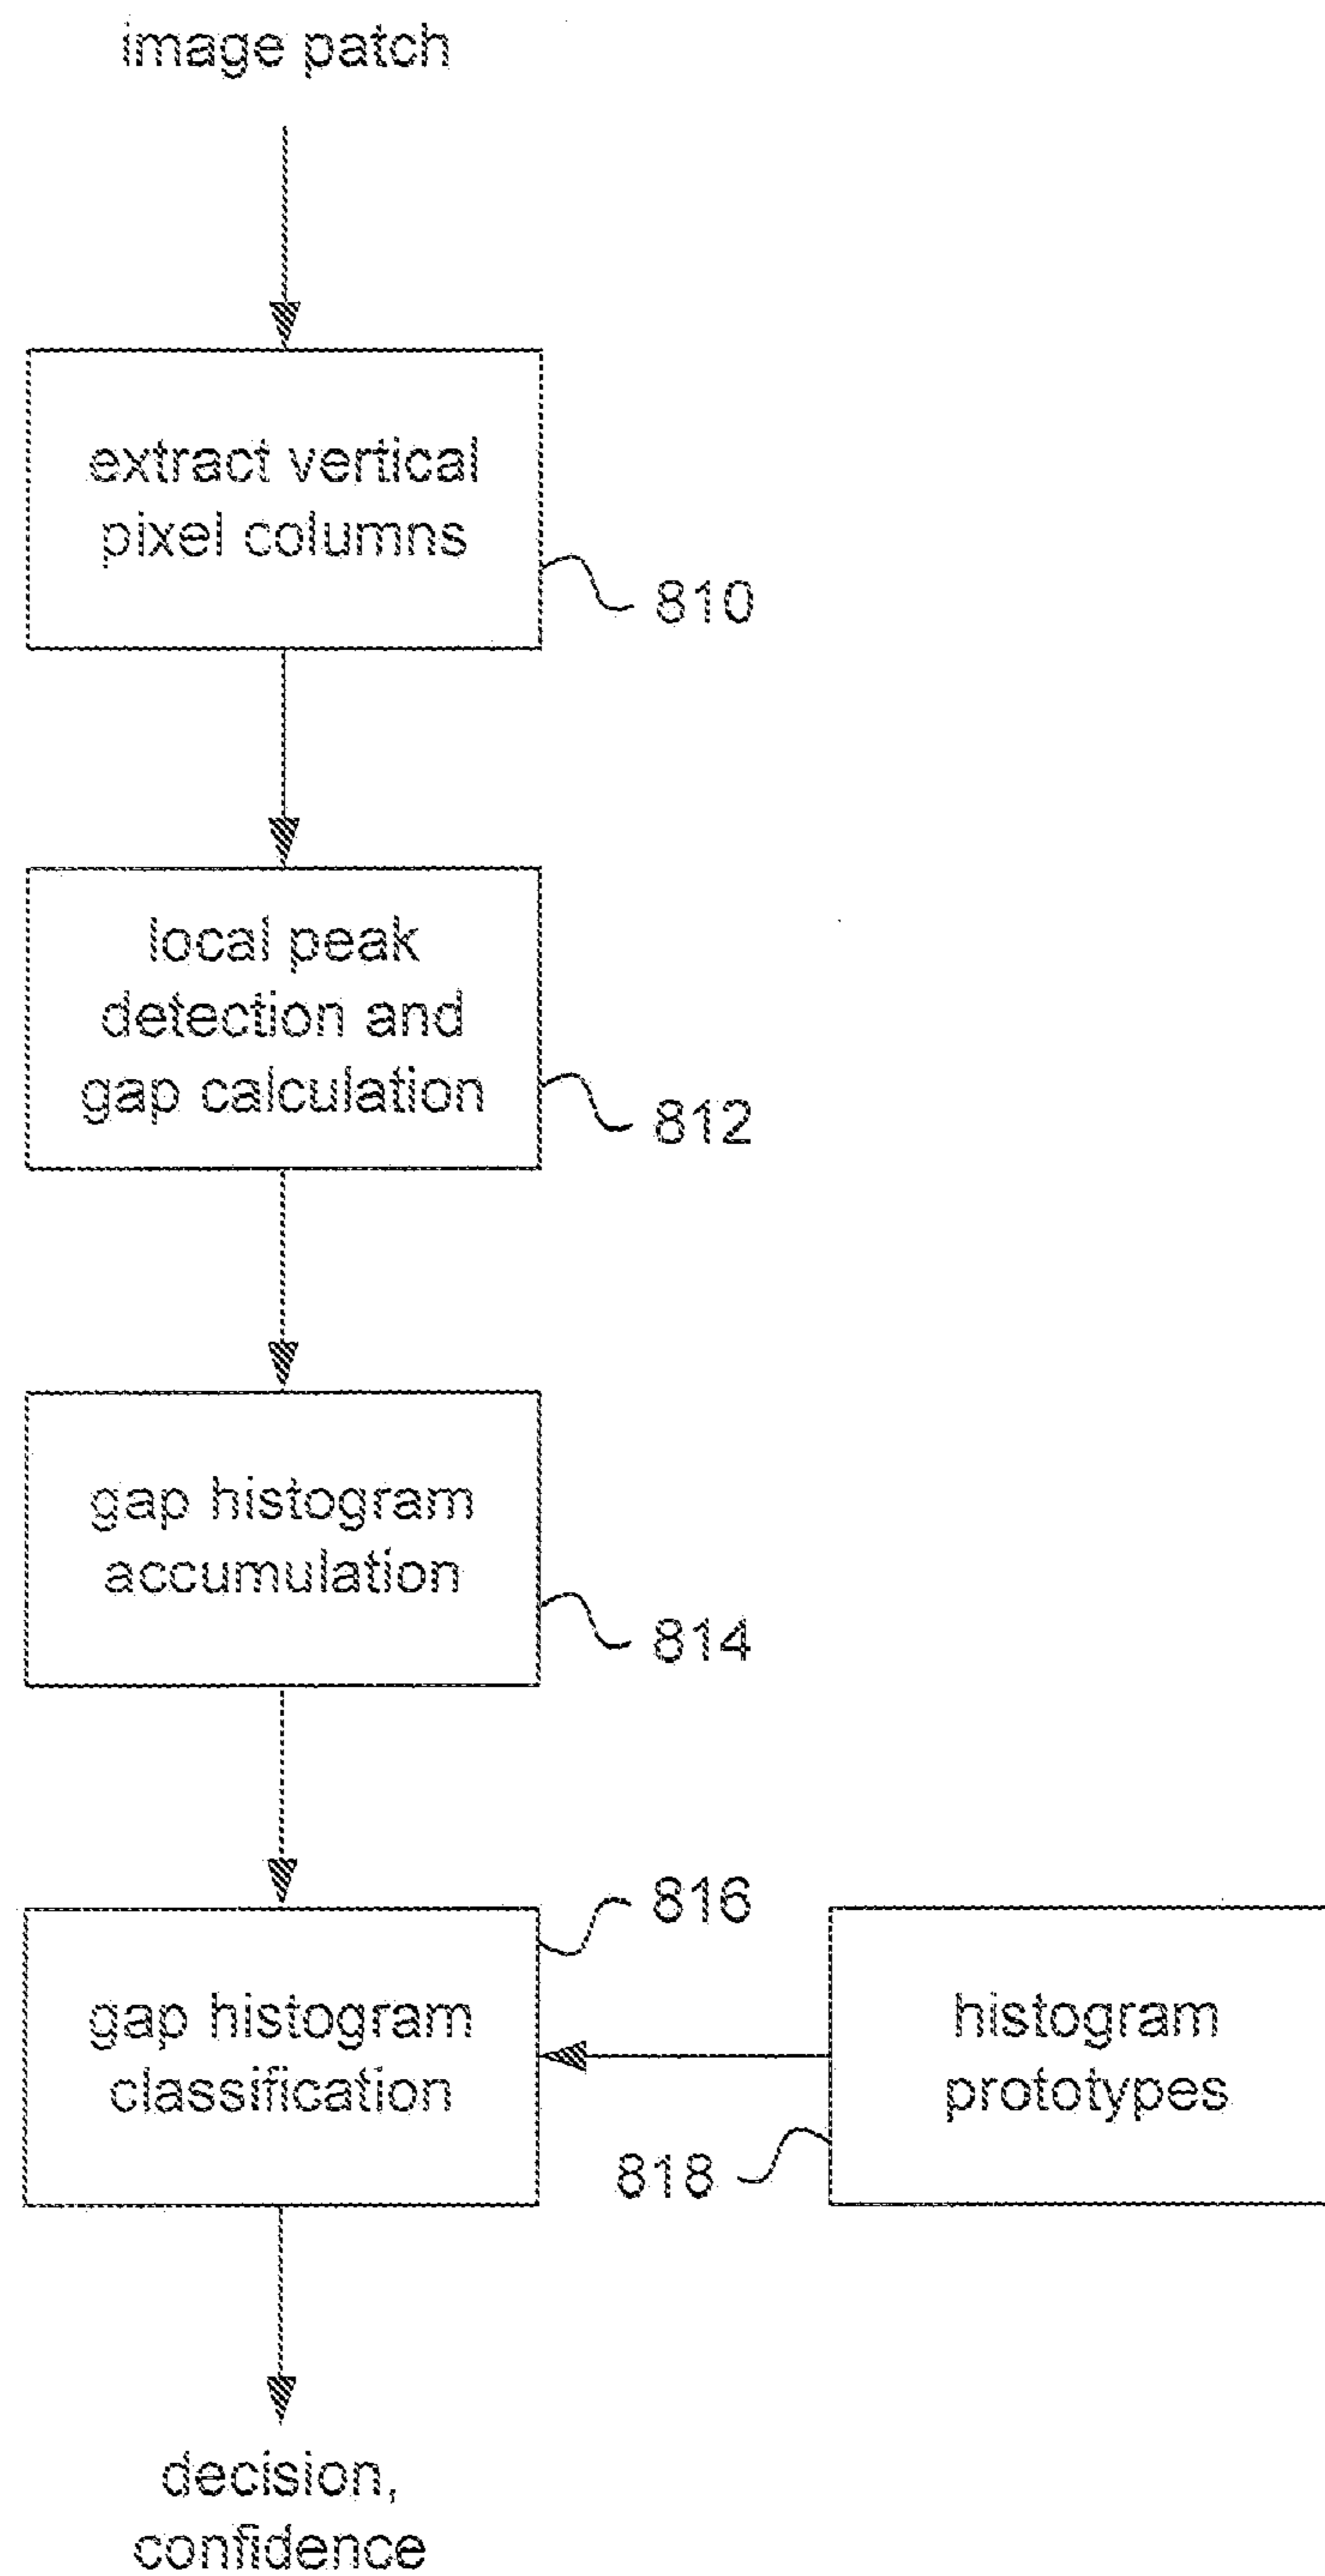 image patch
extract vertical
pixel columns
810
local peak
detection and
gap calculation
812
gap histogram
accumulation
814
816
gap histogram
classification
histogram
prototypes
818
decision,
confidence